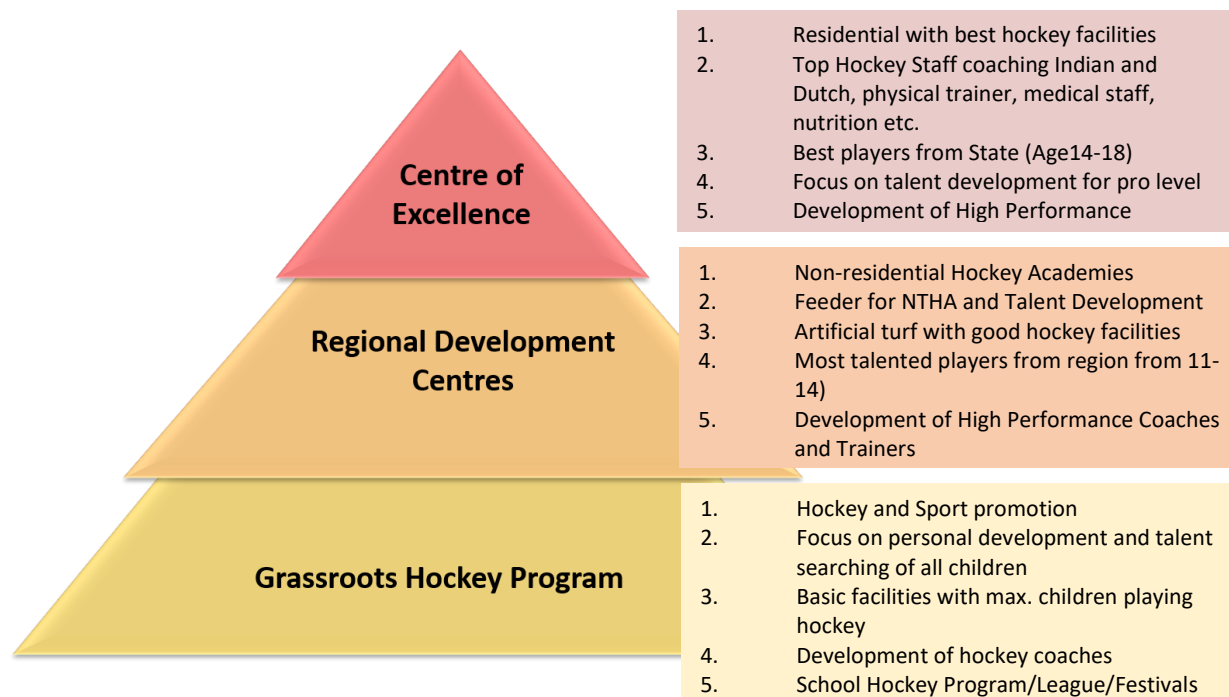 Centre of
Excellence
1. Residential with best hockey facilities
2. Top Hockey Staff coaching Indian and
Dutch, physical trainer, medical staff,
nutrition etc.
3. Best players from State (Age14-18)
4. Focus on talent development for pro level
5. Development of High Performance
Regional Development
Centres
1. Non-residential Hockey Academies
2. Feeder for NTHA and Talent Development
3. Artificial turf with good hockey facilities
4. Most talented players from region from 11-
14)
5. Development of High Performance Coaches
and Trainers
Grassroots Hockey Program
1. Hockey and Sport promotion
2. Focus on personal development and talent
searching of all children
3. Basic facilities with max. children playing
hockey
4. Development of hockey coaches
5. School Hockey Program/League/Festivals